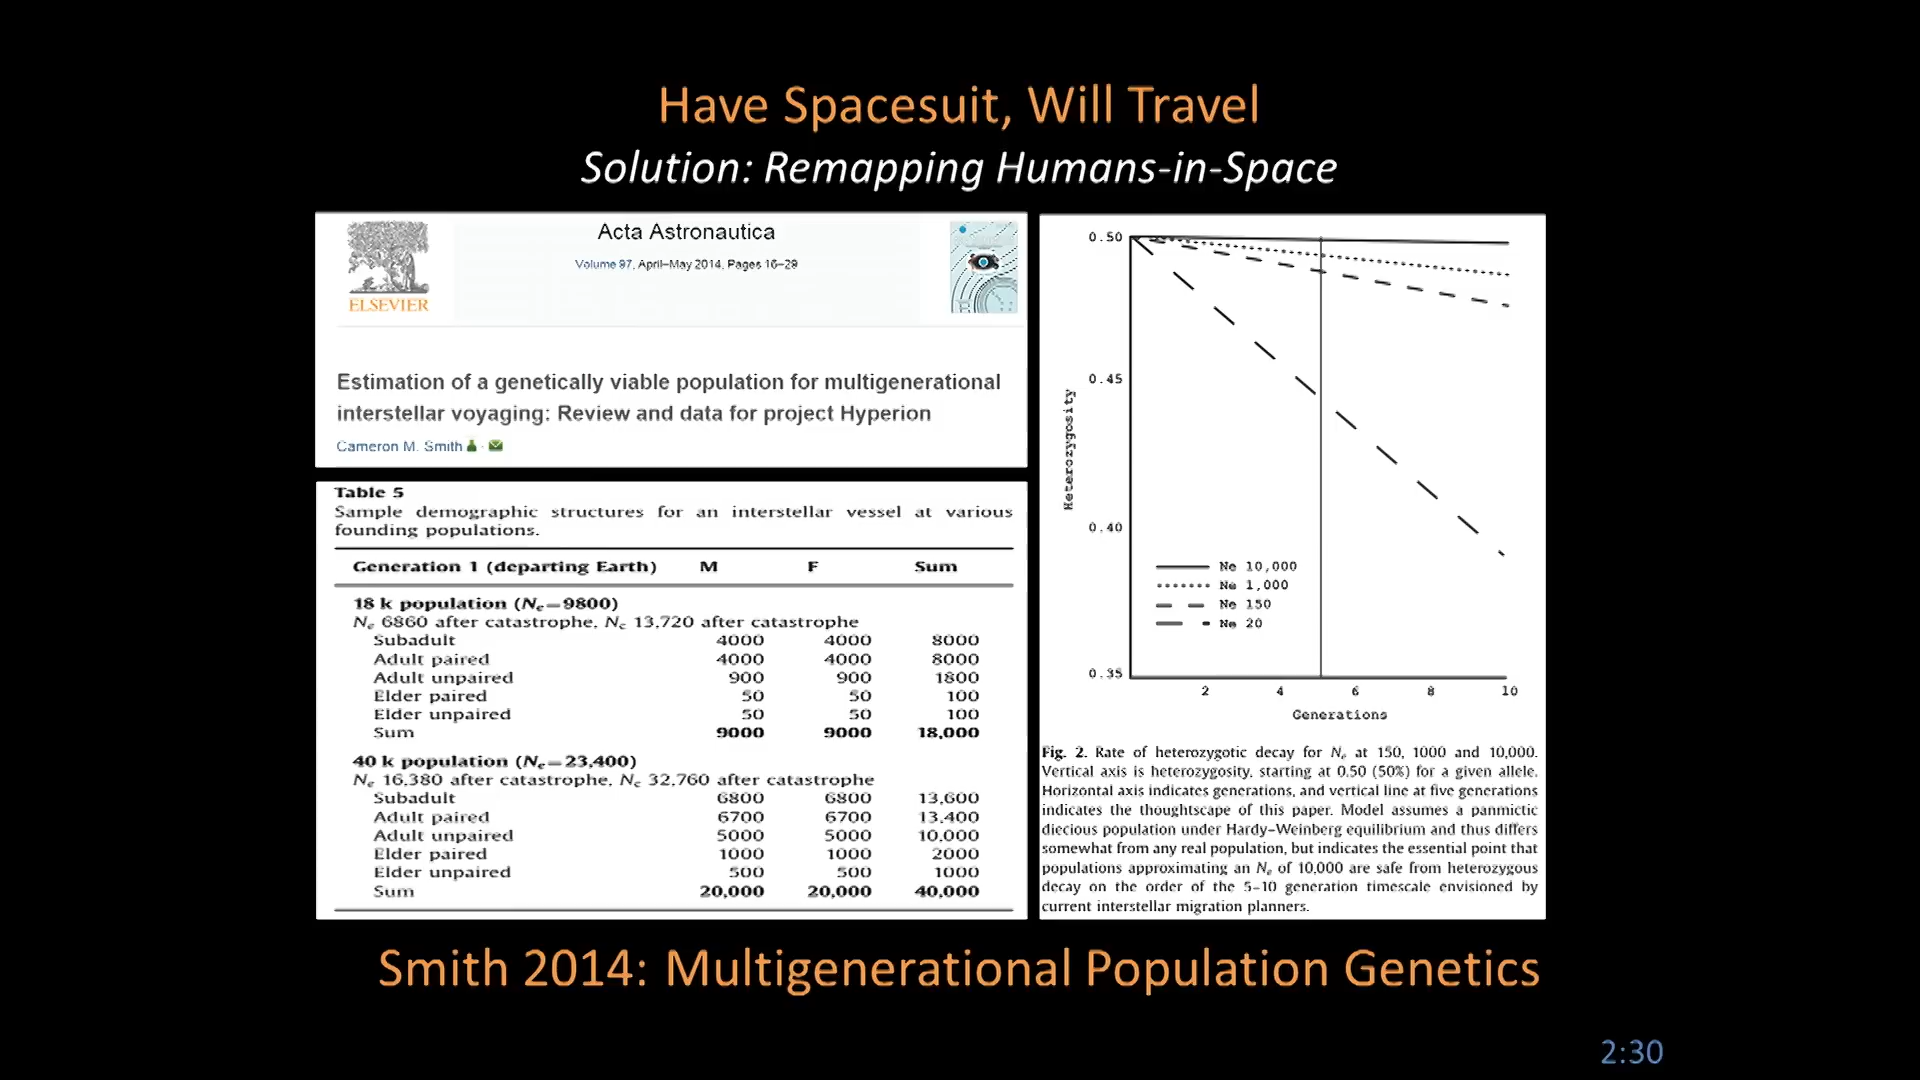 Have Spacesuit, Will Travel
Solution: Remapping Humans-in-Space
ELSEVIER
Acta Astronautica
Volume 97, April–May 2014, Pages 16–29
Estimation of a genetically viable population for multigenerational
interstellar voyaging: Review and data for project Hyperion
Cameron M. Smith
Table 5
Sample demographic structures for an interstellar vessel at various
founding populations.
Generation 1 (departing Earth) M F Sum
18 k population (Ne=9800)
Ne 6860 after catastrophe, Nc 13,720 after catastrophe
Subadult 4000 4000 8000
Adult paired 4000 4000 8000
Adult unpaired 900 900 1800
Elder paired 50 50 100
Elder unpaired 50 50 100
Sum 9000 9000 18,000
40 k population (Ne=23,400)
Ne 16,380 after catastrophe, Nc 32,760 after catastrophe
Subadult 6800 6800 13,600
Adult paired 6700 6700 13,400
Adult unpaired 5000 5000 10,000
Elder paired 1000 1000 2000
Elder unpaired 500 500 1000
Sum 20,000 20,000 40,000
0.50
0.45
0.40
0.35
Heterozygosity
Ne 10,000
Ne 1,000
Ne 150
Ne 20
2 4 6 8 10
Generations
Fig. 2. Rate of heterozygotic decay for Ne at 150, 1000 and 10,000.
Vertical axis is heterozygosity, starting at 0.50 (50%) for a given allele.
Horizontal axis indicates generations, and vertical line at five generations
indicates the thoughtscape of this paper. Model assumes a panmictic
diecious population under Hardy–Weinberg equilibrium and thus differs
somewhat from any real population, but indicates the essential point that
populations approximating an Ne of 10,000 are safe from heterozygous
decay on the order of the 5–10 generation timescale envisioned by
current interstellar migration planners.
Smith 2014: Multigenerational Population Genetics
2:30